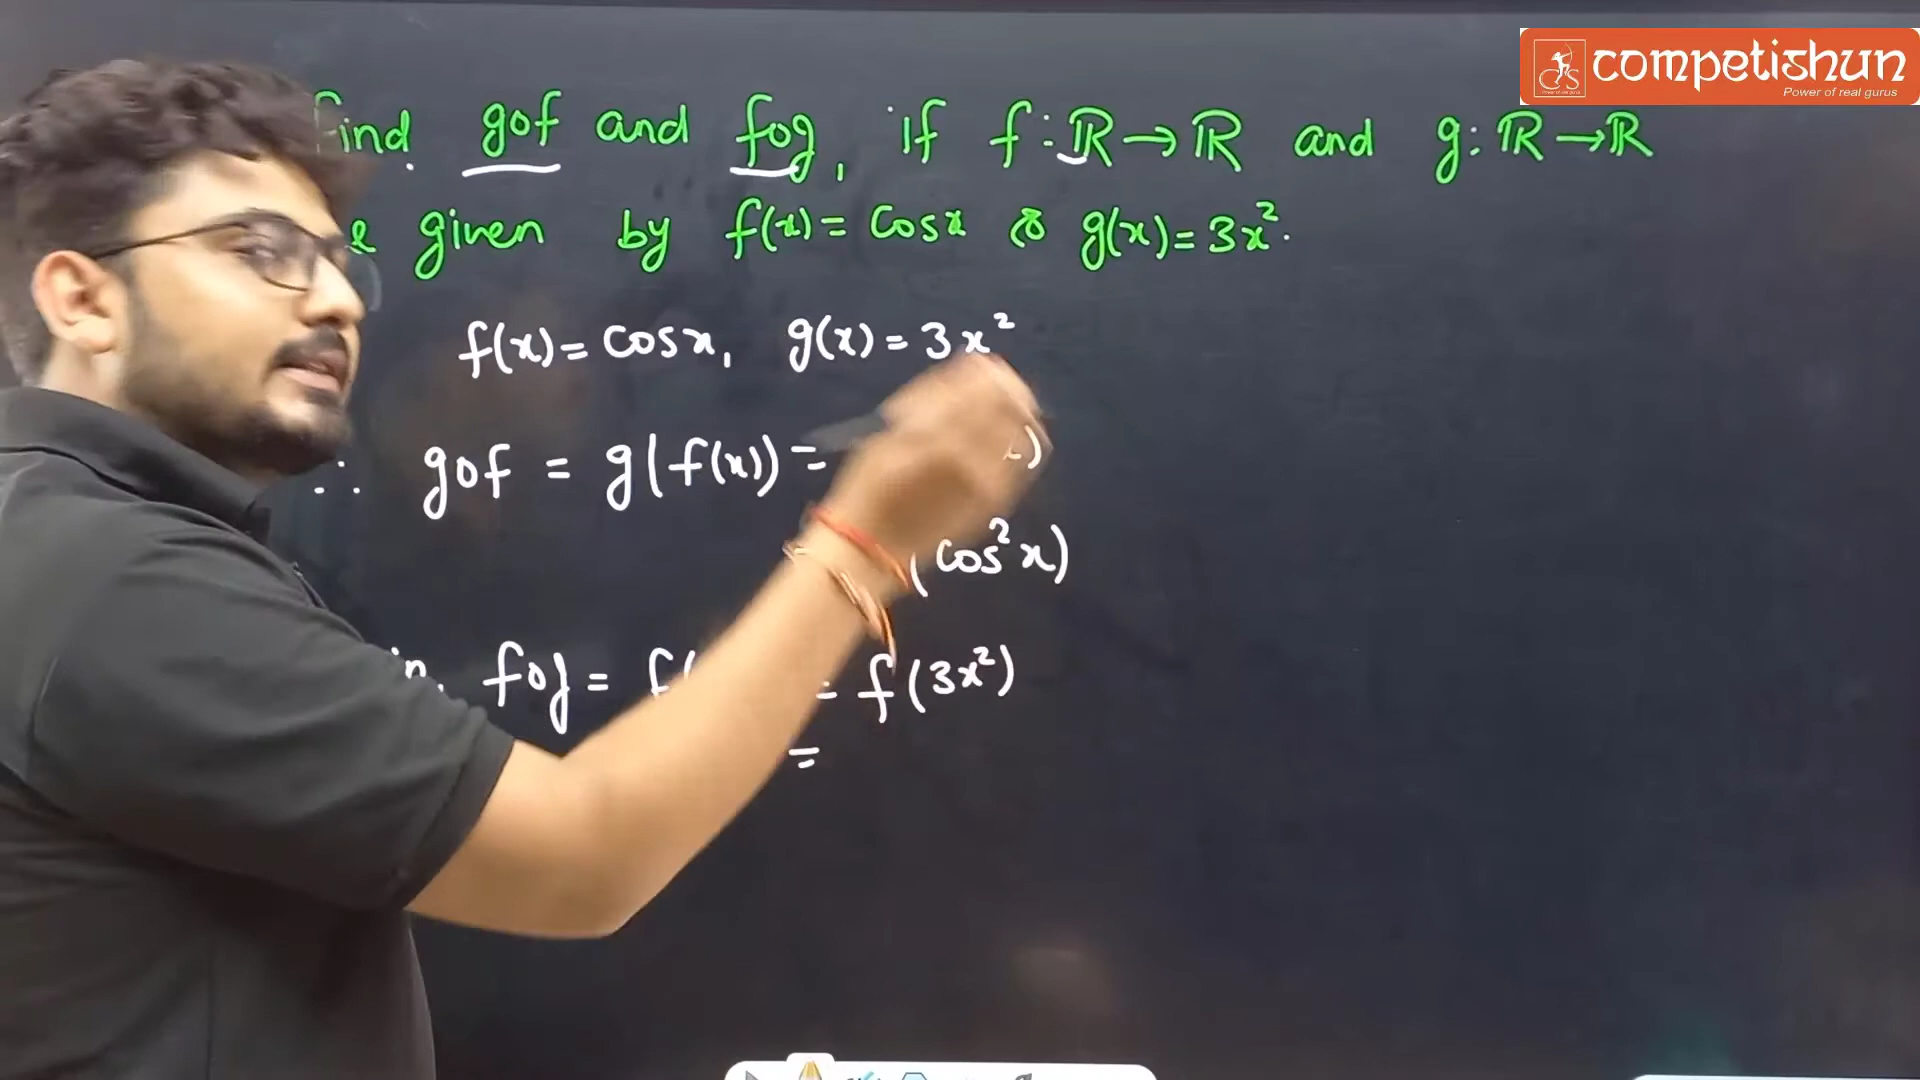 competishun
Power of real gurus
find gof and fog, if f: ℝ → ℝ and g: ℝ → ℝ
given by f(x) = cosx & g(x) = 3x².
f(x) = cosx, g(x) = 3x²
∴ gof = g(f(x)) =
(cos²x)
fog = f( = f(3x²)
=